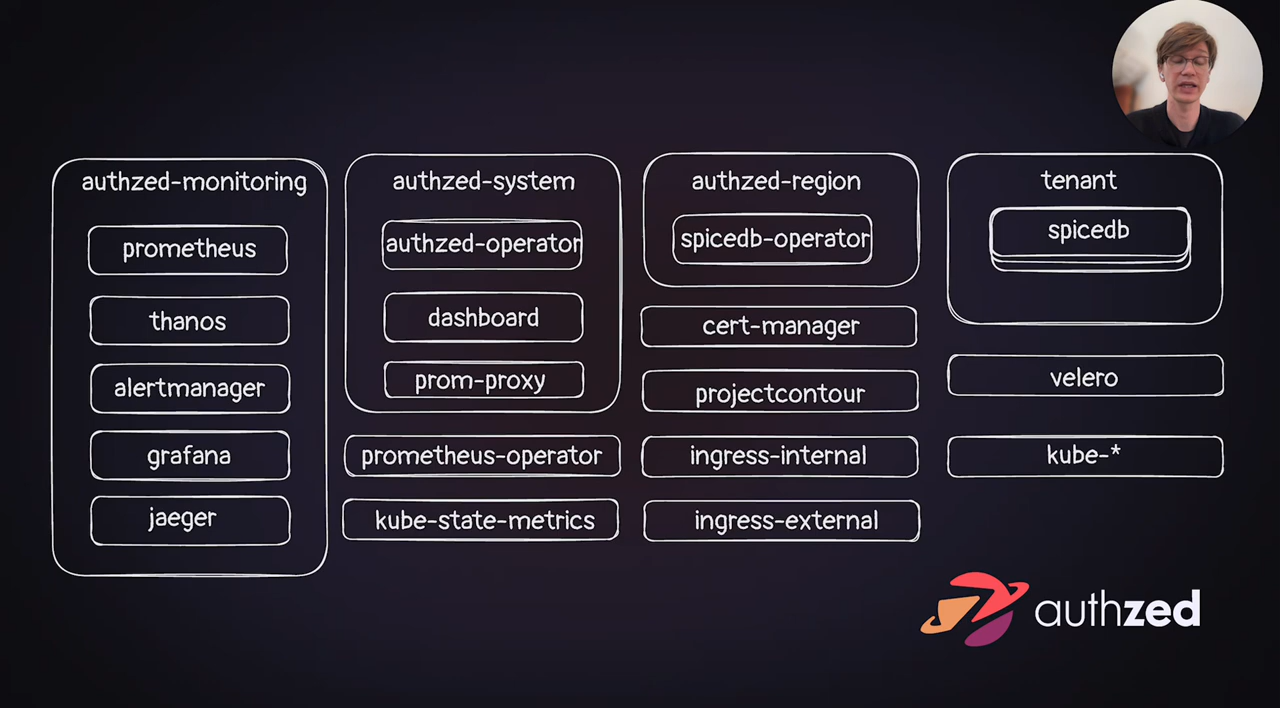 authzed-monitoring
prometheus
thanos
alertmanager
grafana
jaeger
authzed-system
authzed-operator
dashboard
prom-proxy
prometheus-operator
kube-state-metrics
authzed-region
spicedb-operator
cert-manager
projectcontour
ingress-internal
ingress-external
tenant
spicedb
velero
kube-*
authzed